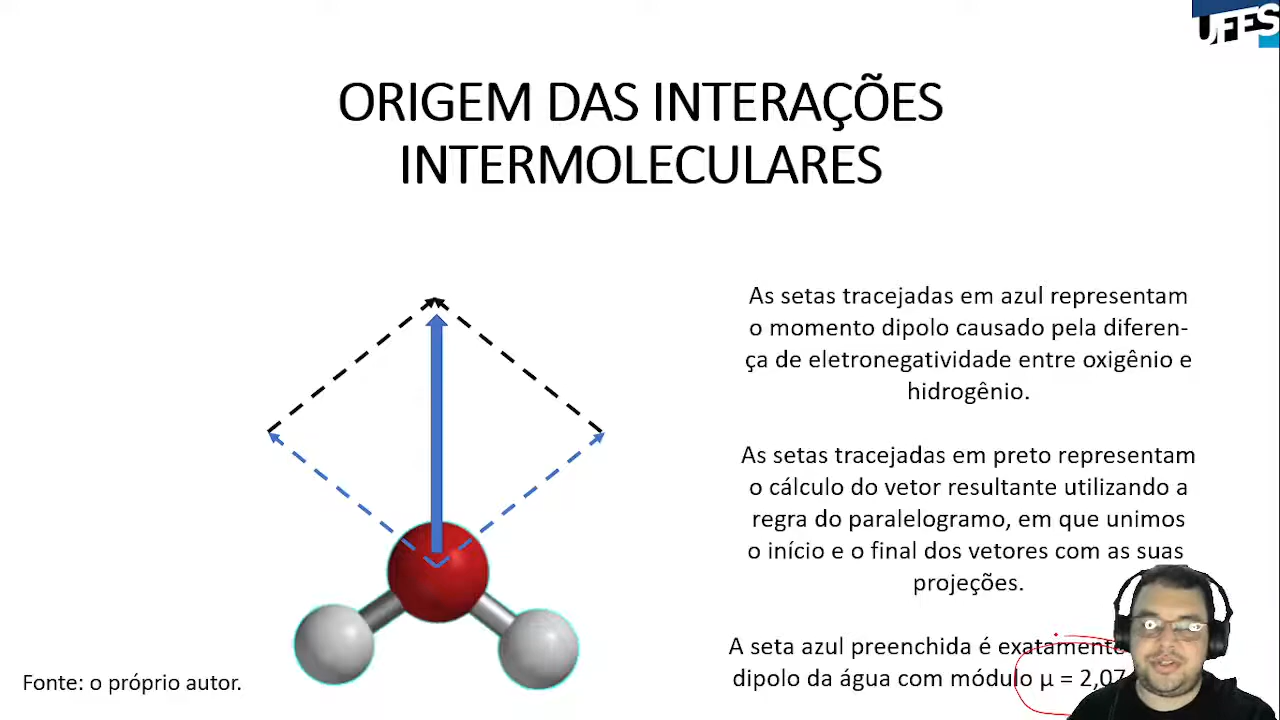 UFES
ORIGEM DAS INTERAÇÕES
INTERMOLECULARES
As setas tracejadas em azul representam
o momento dipolo causado pela diferen-
ça de eletronegatividade entre oxigênio e
hidrogênio.
As setas tracejadas em preto representam
o cálculo do vetor resultante utilizando a
regra do paralelogramo, em que unimos
o início e o final dos vetores com as suas
projeções.
A seta azul preenchida é exatamente
dipolo da água com módulo μ = 2,07
Fonte: o próprio autor.